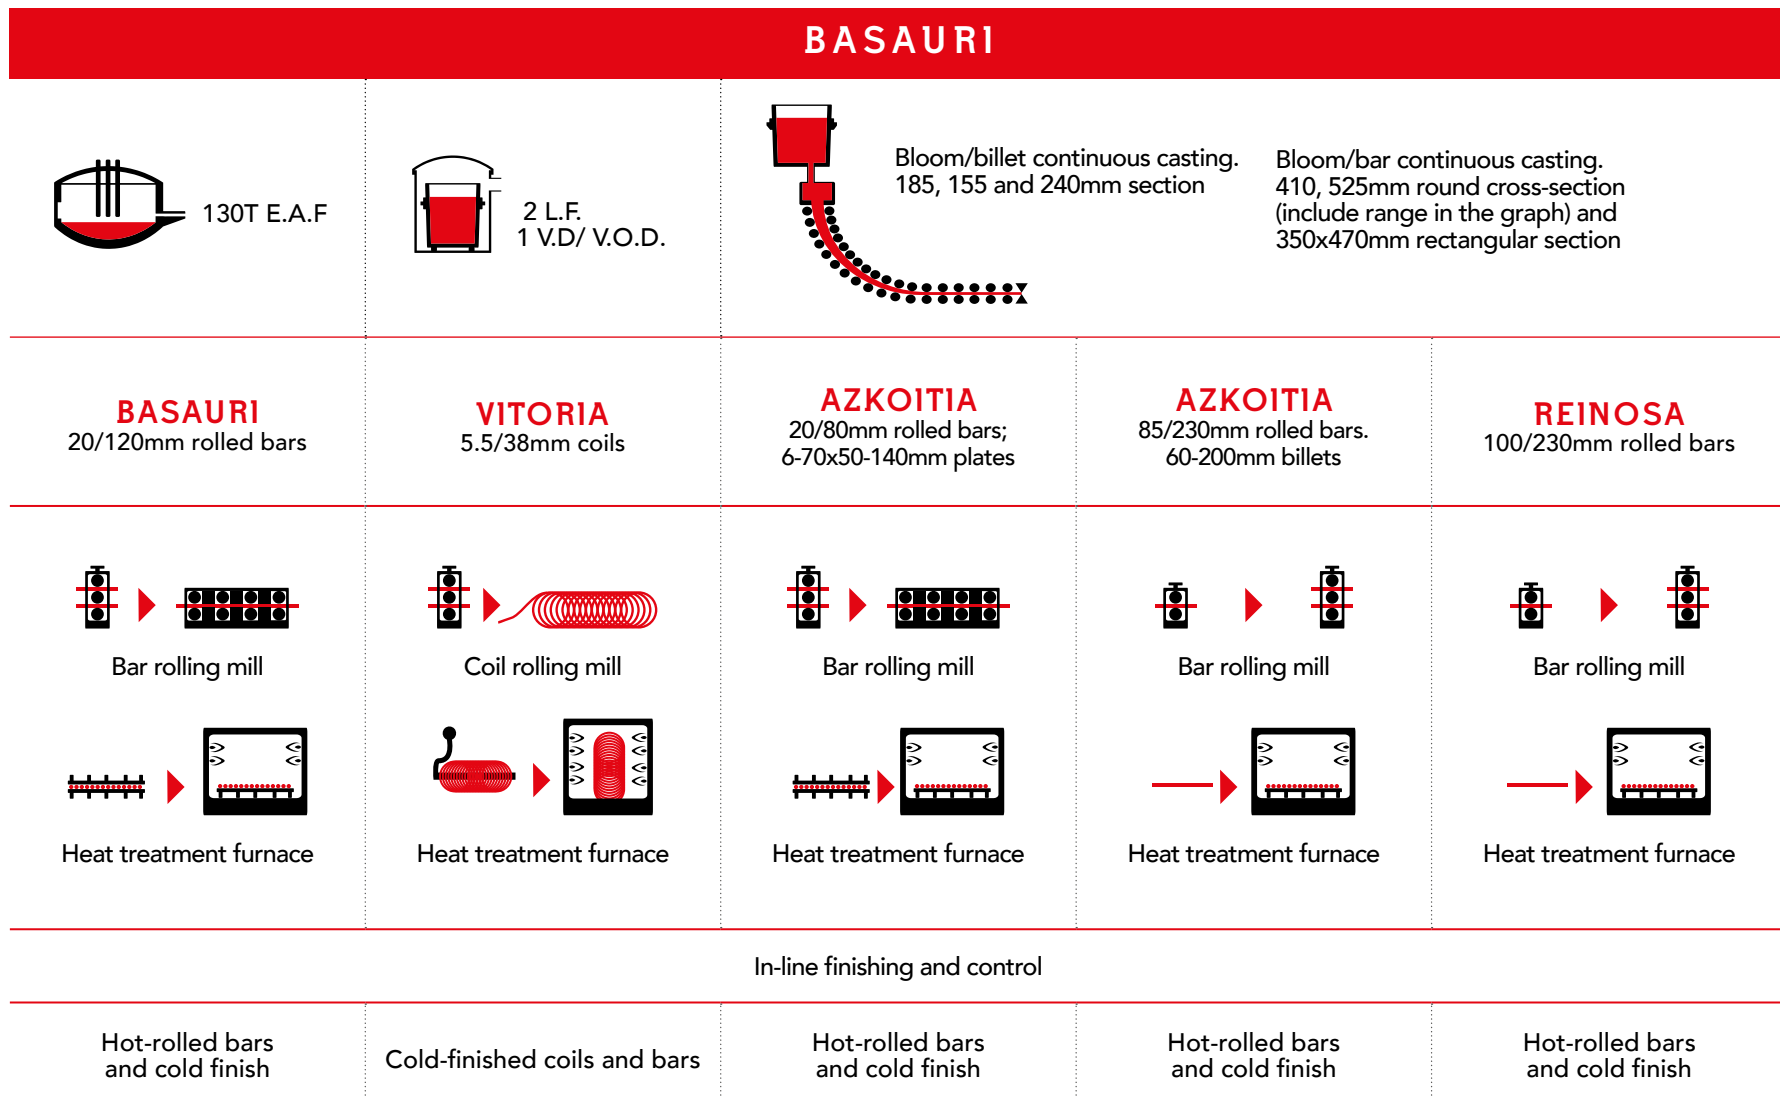 BASAURI
130T E.A.F
2 L.F.
1 V.D/ V.O.D.
Bloom/billet continuous casting.
185, 155 and 240mm section
Bloom/bar continuous casting.
410, 525mm round cross-section
(include range in the graph) and
350x470mm rectangular section
BASAURI
20/120mm rolled bars
VITORIA
5.5/38mm coils
AZKOITIA
20/80mm rolled bars;
6-70x50-140mm plates
AZKOITIA
85/230mm rolled bars.
60-200mm billets
REINOSA
100/230mm rolled bars
Bar rolling mill
Coil rolling mill
Bar rolling mill
Bar rolling mill
Bar rolling mill
Heat treatment furnace
Heat treatment furnace
Heat treatment furnace
Heat treatment furnace
Heat treatment furnace
In-line finishing and control
Hot-rolled bars
and cold finish
Cold-finished coils and bars
Hot-rolled bars
and cold finish
Hot-rolled bars
and cold finish
Hot-rolled bars
and cold finish